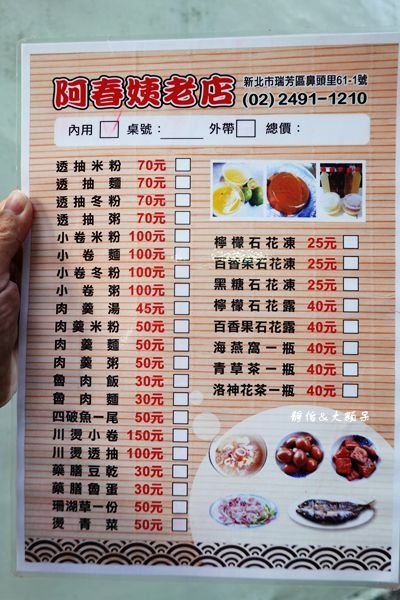 阿春姨老店
新北市瑞芳區鼻頭里61-1號
(02) 2491-1210
內用 桌號: 外帶 總價:
透抽米粉 70元
透抽麵 70元
透抽冬粉 70元
透抽粥 70元
小卷米粉 100元
小卷麵 100元
小卷冬粉 100元
小卷粥 100元
肉羹湯 45元
肉羹米粉 50元
肉羹麵 50元
肉羹粥 50元
魯肉飯 30元
魯肉麵 30元
四破魚一尾 50元
川燙小卷 150元
川燙透抽 100元
藥膳豆乾 30元
藥膳魯蛋 30元
珊湖草一份 50元
燙青菜 50元
檸檬石花凍 25元
百香果石花凍 25元
黑糖石花凍 25元
檸檬石花露 40元
百香果石花露 40元
海燕窩一瓶 40元
青草茶一瓶 40元
洛神花茶一瓶 40元
靜怡&大顆呆